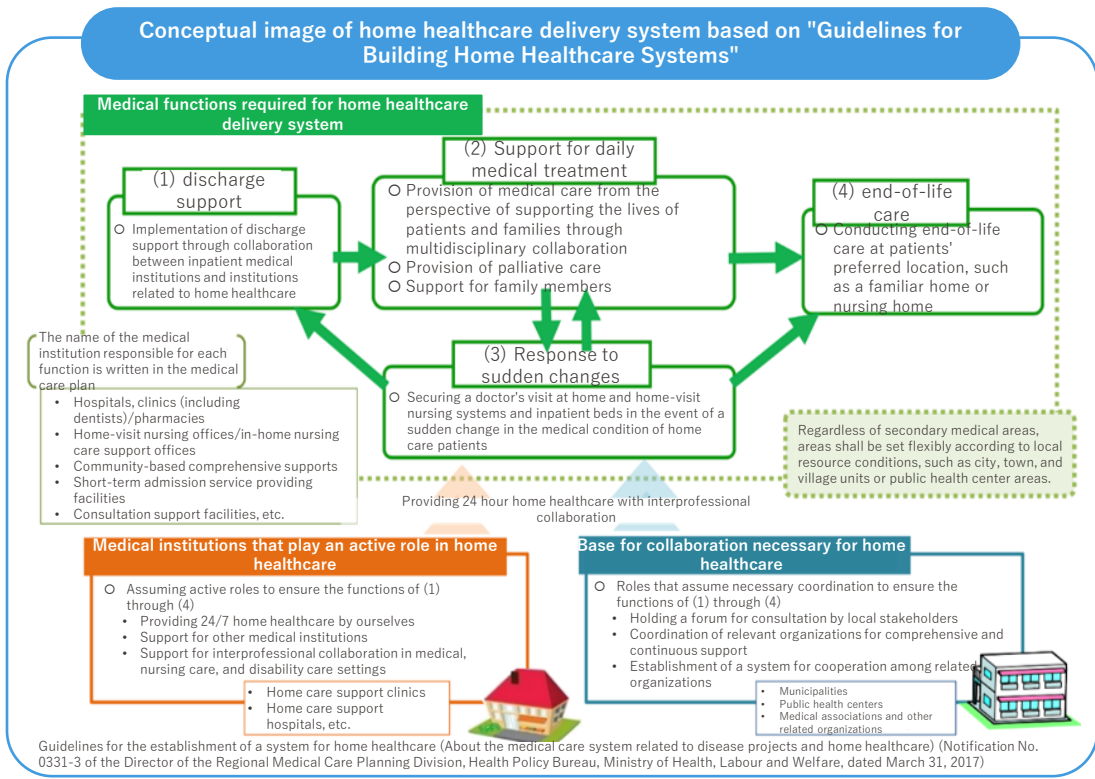 Conceptual image of home healthcare delivery system based on "Guidelines for
Building Home Healthcare Systems"
Medical functions required for home healthcare
delivery system
(1) discharge
support
○ Implementation of discharge
support through collaboration
between inpatient medical
institutions and institutions
related to home healthcare
(2) Support for daily
medical treatment
○ Provision of medical care from the
perspective of supporting the lives of
patients and families through
multidisciplinary collaboration
○ Provision of palliative care
○ Support for family members
(4) end-of-life
care
○ Conducting end-of-life
care at patients'
preferred location, such
as a familiar home or
nursing home
(3) Response to
sudden changes
○ Securing a doctor's visit at home and home-visit
nursing systems and inpatient beds in the event of a
sudden change in the medical condition of home
care patients
The name of the medical
institution responsible for each
function is written in the medical
care plan
• Hospitals, clinics (including
dentists)/pharmacies
• Home-visit nursing offices/in-home nursing
care support offices
• Community-based comprehensive supports
• Short-term admission service providing
facilities
• Consultation support facilities, etc.
Regardless of secondary medical areas,
areas shall be set flexibly according to local
resource conditions, such as city, town, and
village units or public health center areas.
Providing 24 hour home healthcare with interprofessional
collaboration
Medical institutions that play an active role in home
healthcare
○ Assuming active roles to ensure the functions of (1)
through (4)
• Providing 24/7 home healthcare by ourselves
• Support for other medical institutions
• Support for interprofessional collaboration in medical,
nursing care, and disability care settings
• Home care support clinics
• Home care support
hospitals, etc.
Base for collaboration necessary for home
healthcare
○ Roles that assume necessary coordination to ensure the
functions of (1) through (4)
• Holding a forum for consultation by local stakeholders
• Coordination of relevant organizations for comprehensive and
continuous support
• Establishment of a system for cooperation among related
organizations
• Municipalities
• Public health centers
• Medical associations and other
related organizations
Guidelines for the establishment of a system for home healthcare (About the medical care system related to disease projects and home healthcare) (Notification No.
0331-3 of the Director of the Regional Medical Care Planning Division, Health Policy Bureau, Ministry of Health, Labour and Welfare, dated March 31, 2017)